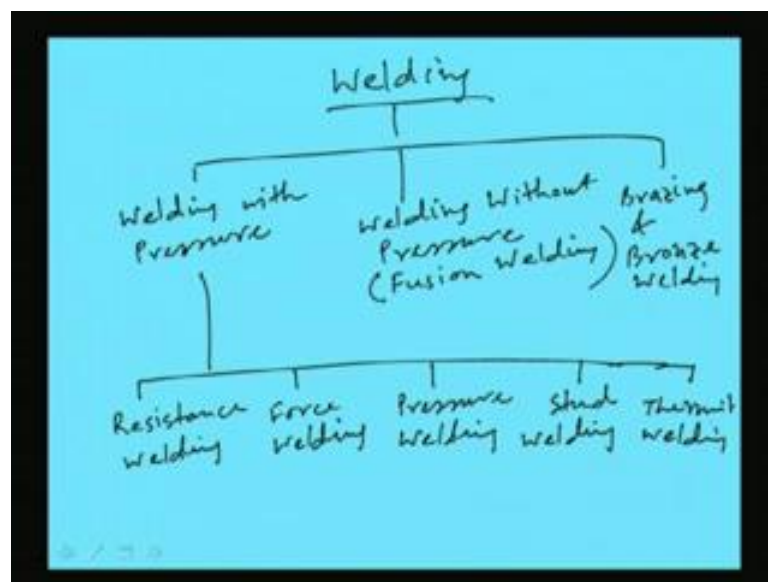 Welding
Welding with
Pressure
Welding Without
Pressure
(Fusion Welding)
Brazing
&
Bronze
welding
Resistance
welding
Force
welding
Pressure
welding
Stud
welding
Thermit
welding